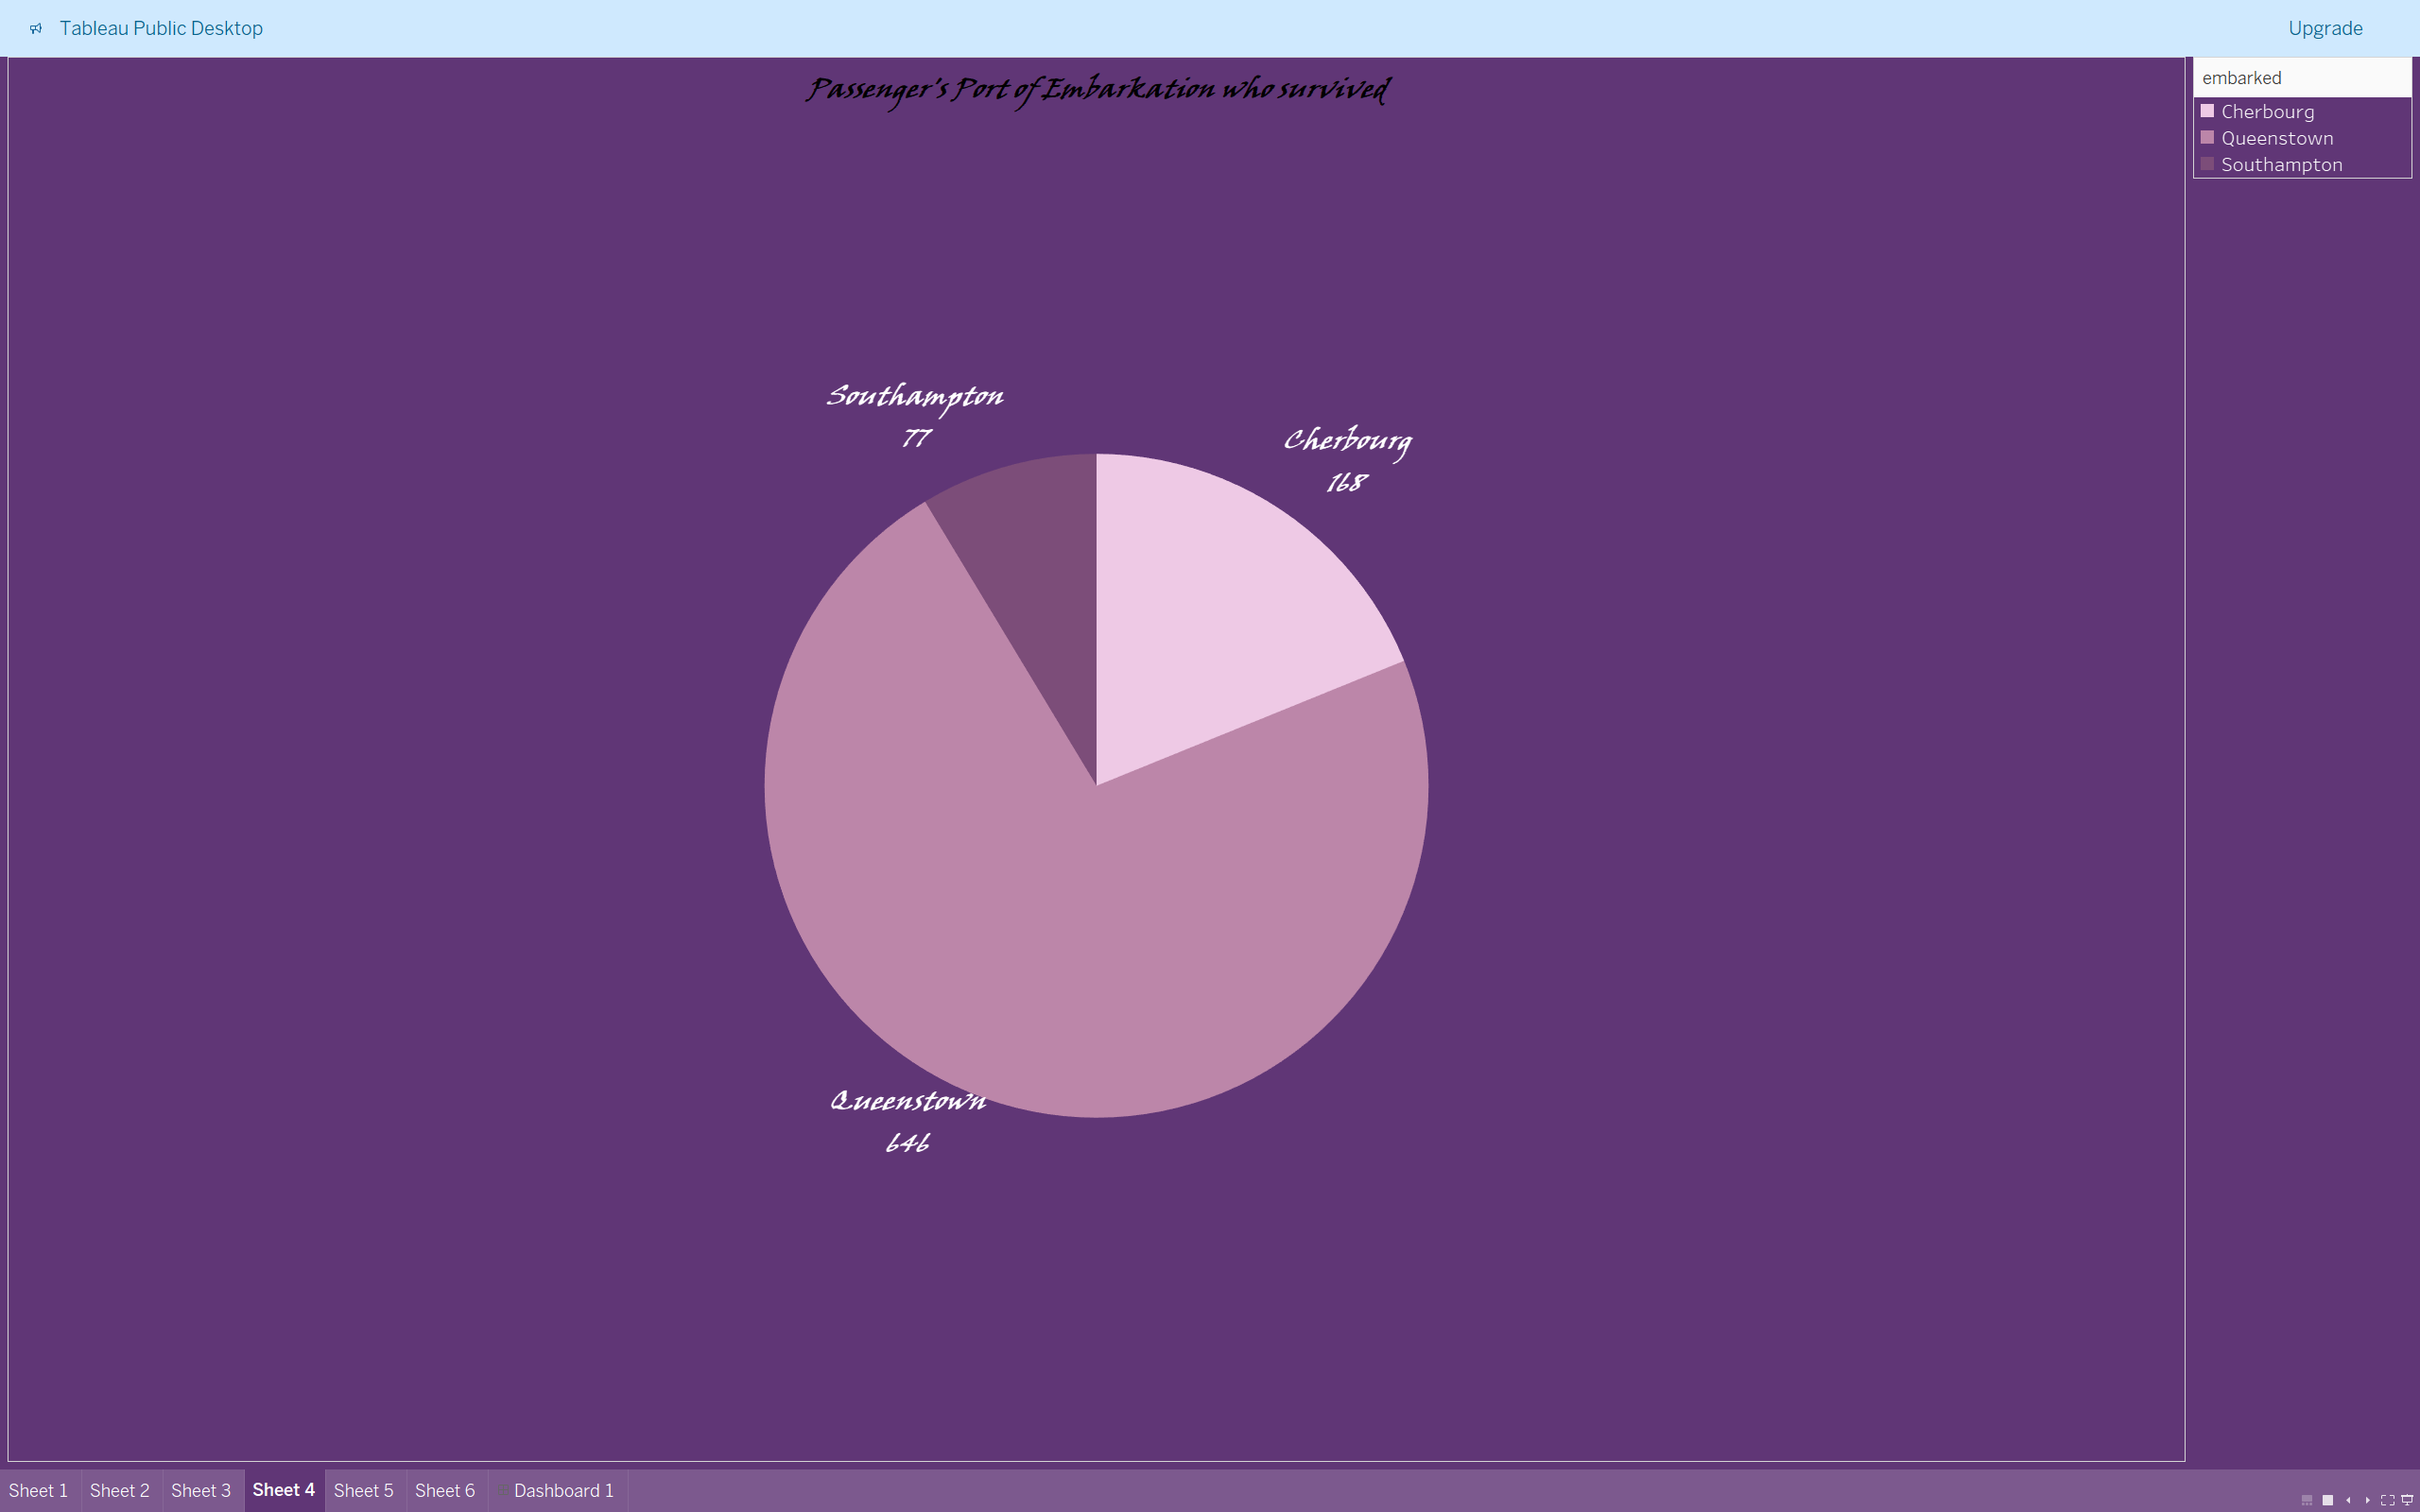 Tableau Public Desktop
Upgrade
Passenger's Port of Embarkation who survived
embarked
Cherbourg
Queenstown
Southampton
Southampton
77
Cherbourg
168
Queenstown
646
Sheet 1
Sheet 2
Sheet 3
Sheet 4
Sheet 5
Sheet 6
Dashboard 1